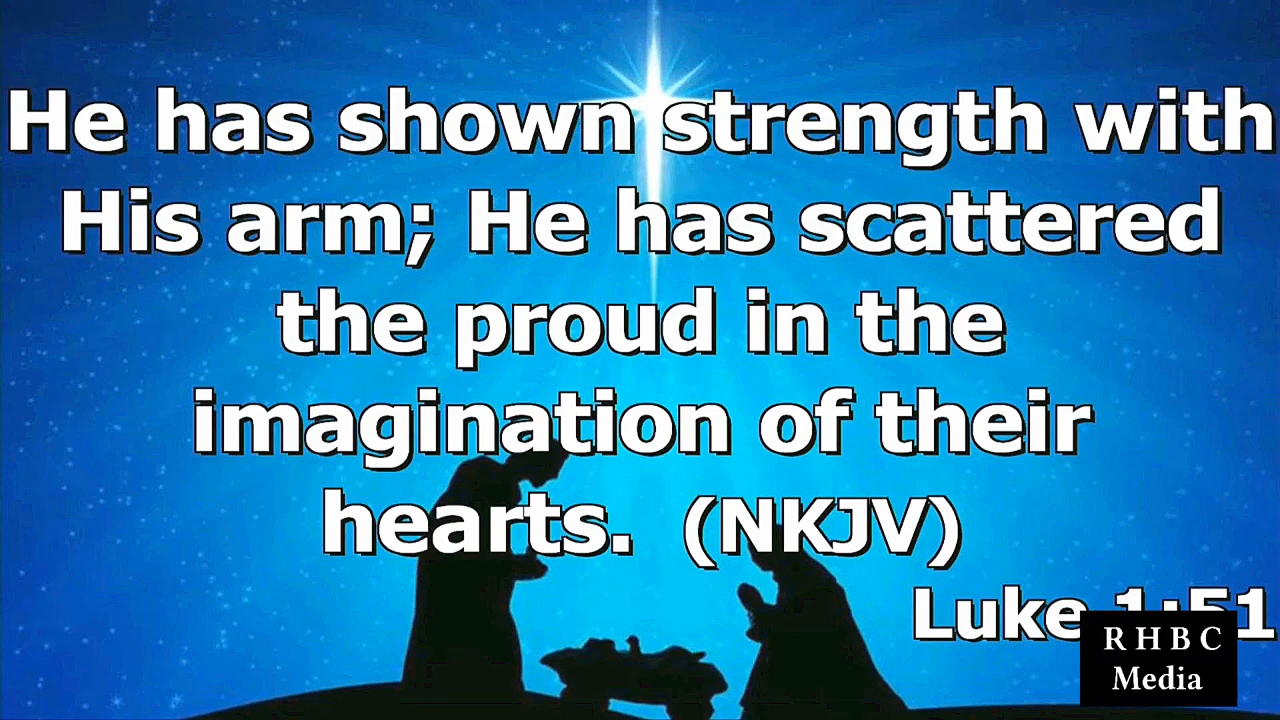 He has shown strength with
His arm; He has scattered
the proud in the
imagination of their
hearts. (NKJV)
Luke 1:51
R H B C
Media